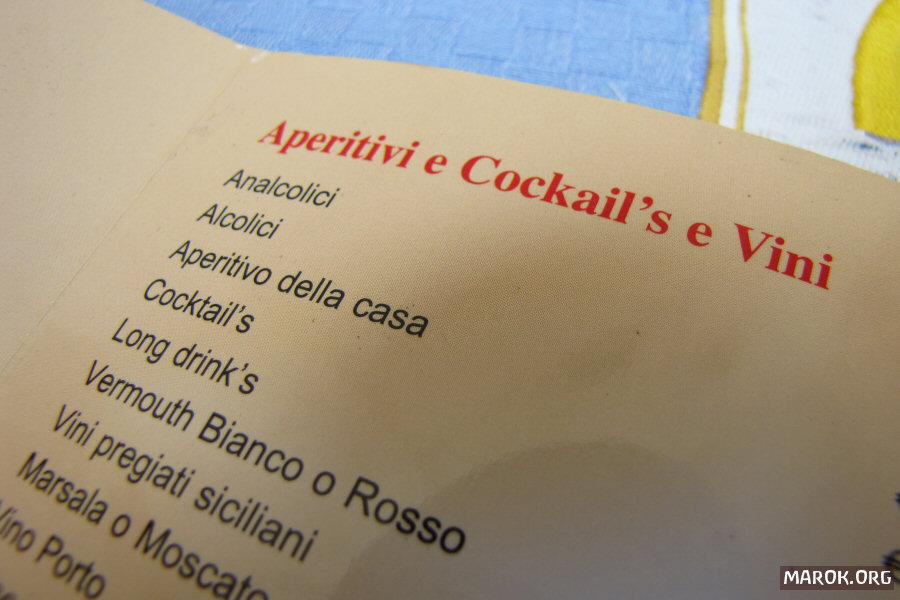 Aperitivi e Cockail's e Vini
Analcolici
Alcolici
Aperitivo della casa
Cocktail's
Long drink's
Vermouth Bianco o Rosso
Vini pregiati siciliani
Marsala o Moscato
Vino Porto
MAROK.ORG